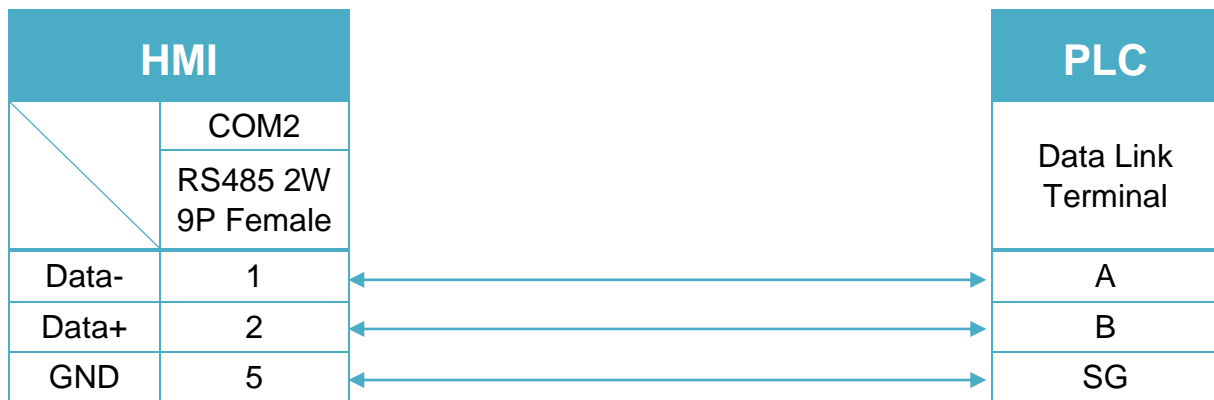 HMI
PLC
COM2
RS485 2W
9P Female
Data Link
Terminal
Data- 1 A
Data+ 2 B
GND 5 SG